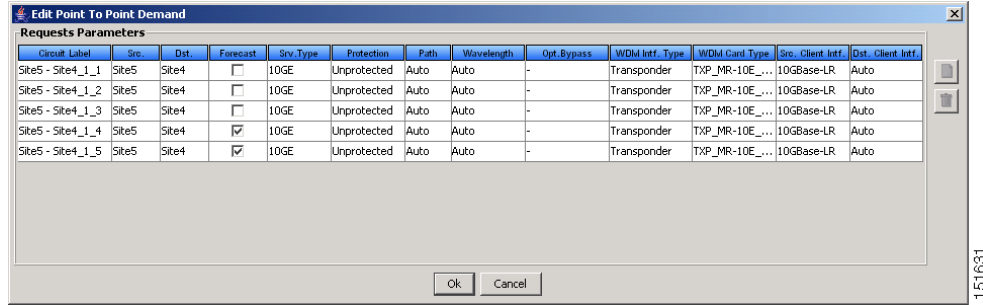 Edit Point To Point Demand
Requests Parameters
Circuit Label Src. Dst. Forecast Srv.Type Protection Path Wavelength Opt.Bypass WDM Intf. Type WDM Card Type Src. Client Intf. Dst. Client Intf.
Site5 - Site4_1_1 Site5 Site4 10GE Unprotected Auto Auto - Transponder TXP_MR-10E_... 10GBase-LR Auto
Site5 - Site4_1_2 Site5 Site4 10GE Unprotected Auto Auto - Transponder TXP_MR-10E_... 10GBase-LR Auto
Site5 - Site4_1_3 Site5 Site4 10GE Unprotected Auto Auto - Transponder TXP_MR-10E_... 10GBase-LR Auto
Site5 - Site4_1_4 Site5 Site4 10GE Unprotected Auto Auto - Transponder TXP_MR-10E_... 10GBase-LR Auto
Site5 - Site4_1_5 Site5 Site4 10GE Unprotected Auto Auto - Transponder TXP_MR-10E_... 10GBase-LR Auto
Ok Cancel
151631